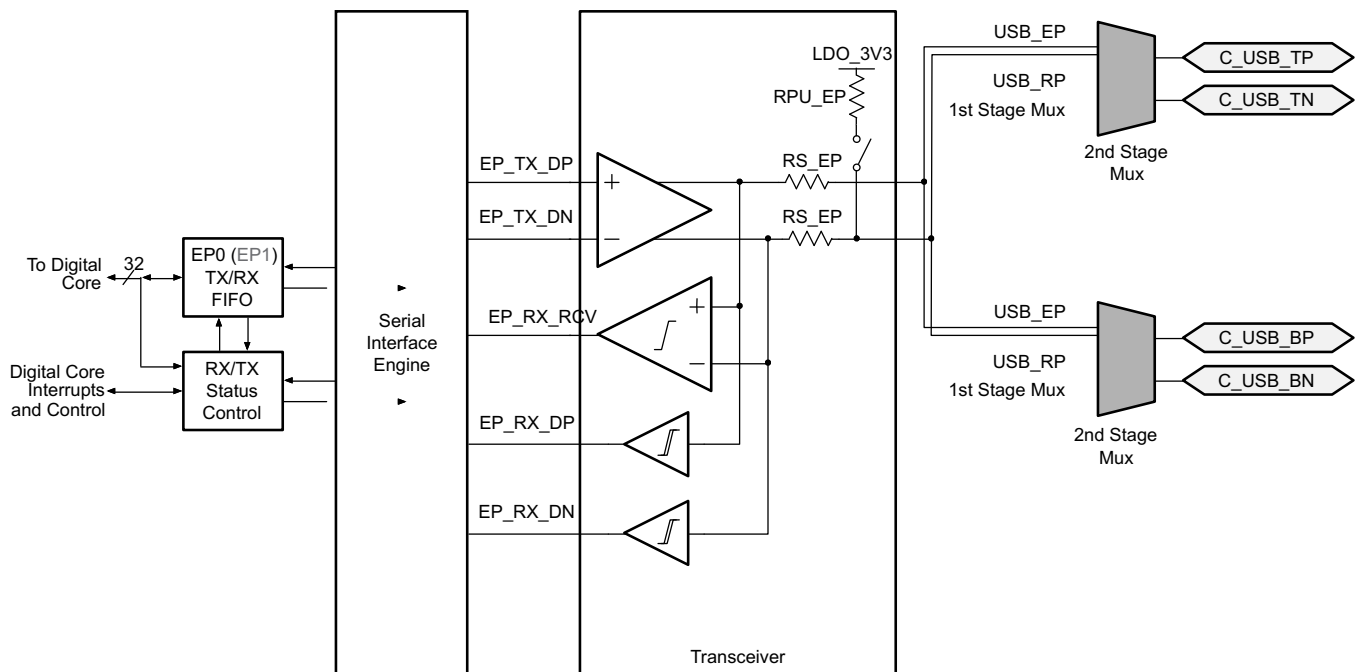 To Digital
Core
32
EP0 (EP1)
TX/RX
FIFO
Digital Core
Interrupts
and Control
RX/TX
Status
Control
Serial
Interface
Engine
EP_TX_DP
EP_TX_DN
EP_RX_RCV
EP_RX_DP
EP_RX_DN
+
−
+
−
LDO_3V3
RPU_EP
RS_EP
RS_EP
Transceiver
USB_EP
USB_RP
1st Stage Mux
2nd Stage
Mux
C_USB_TP
C_USB_TN
USB_EP
USB_RP
1st Stage Mux
2nd Stage
Mux
C_USB_BP
C_USB_BN